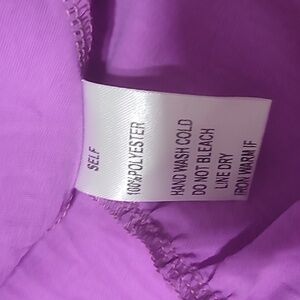 SELF
100%POLYESTER
HAND WASH COLD
DO NOT BLEACH
LINE DRY
IRON WARM IF